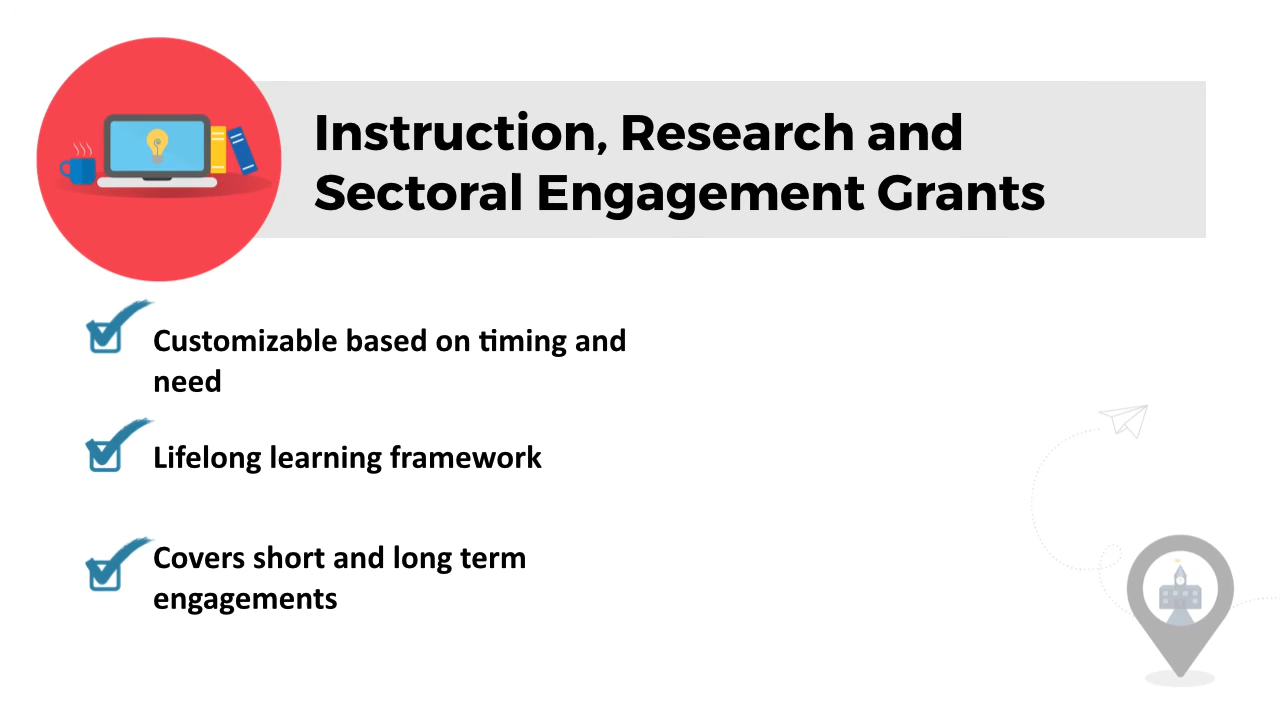 Instruction, Research and
Sectoral Engagement Grants
Customizable based on timing and
need
Lifelong learning framework
Covers short and long term
engagements